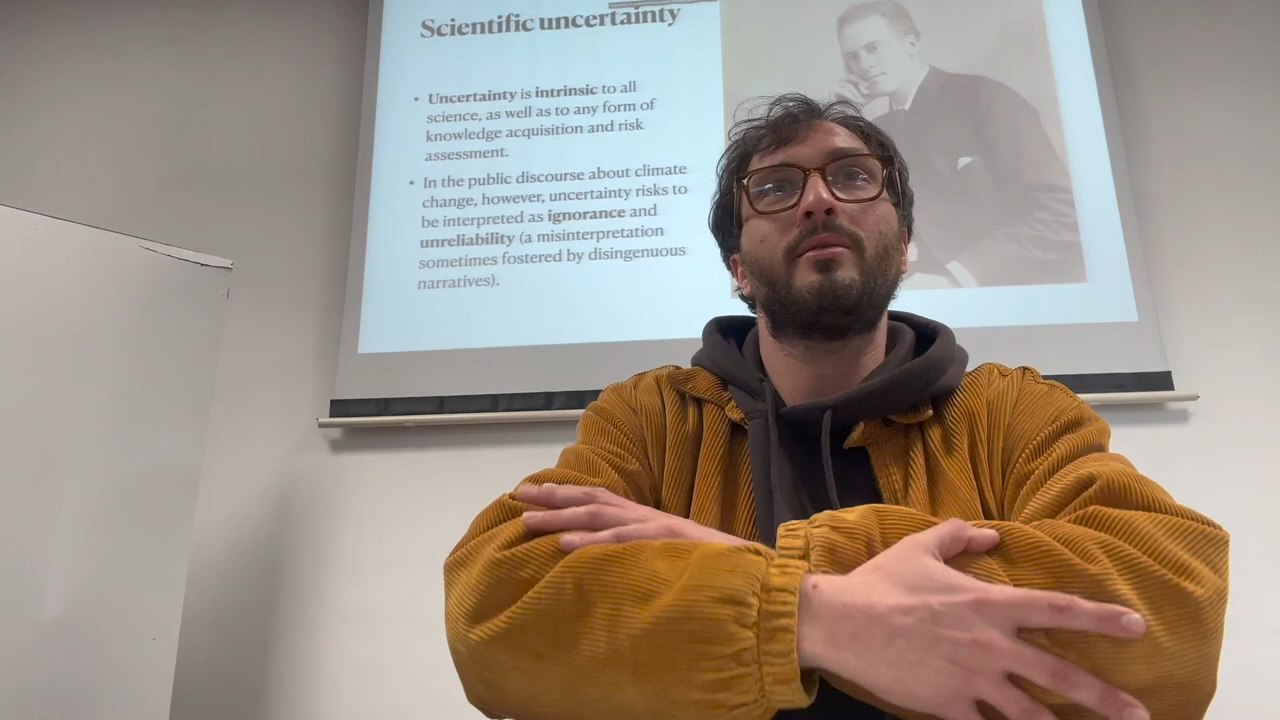 Scientific uncertainty
• Uncertainty is intrinsic to all
science, as well as to any form of
knowledge acquisition and risk
assessment.
• In the public discourse about climate
change, however, uncertainty risks to
be interpreted as ignorance and
unreliability (a misinterpretation
sometimes fostered by disingenuous
narratives).